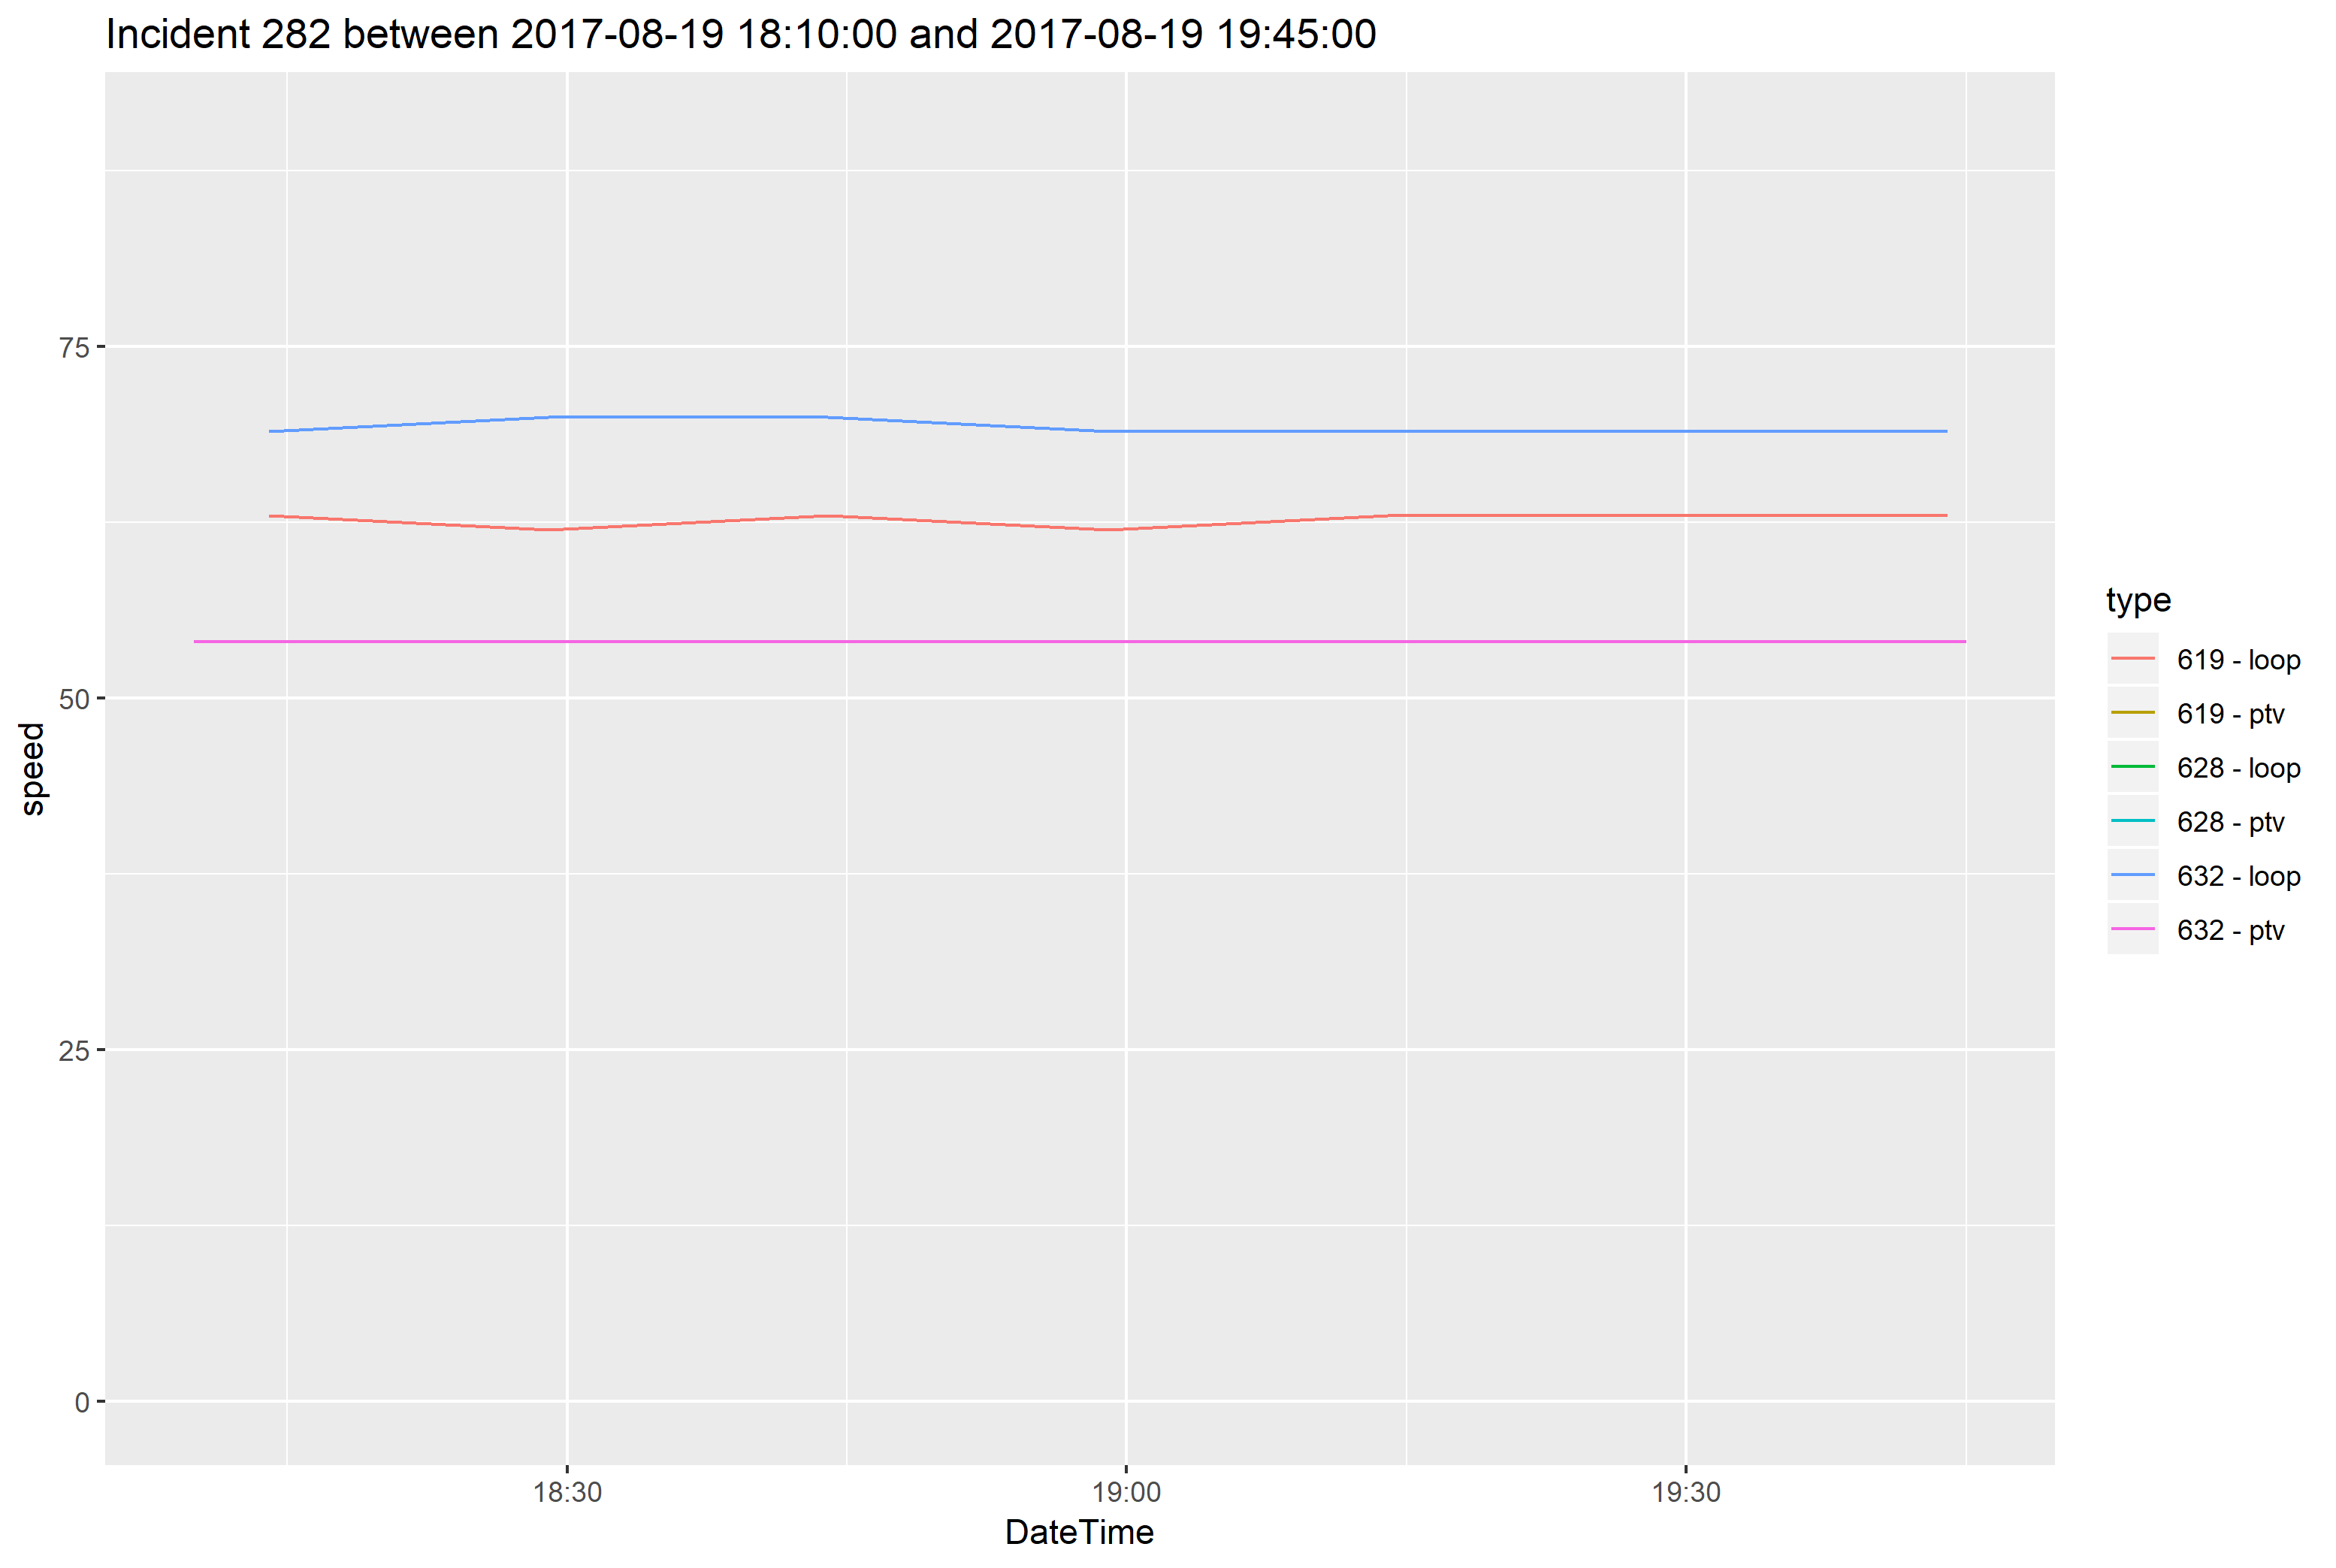 Incident 282 between 2017-08-19 18:10:00 and 2017-08-19 19:45:00
75
50
25
0
speed
18:30
19:00
19:30
DateTime
type
619 - loop
619 - ptv
628 - loop
628 - ptv
632 - loop
632 - ptv